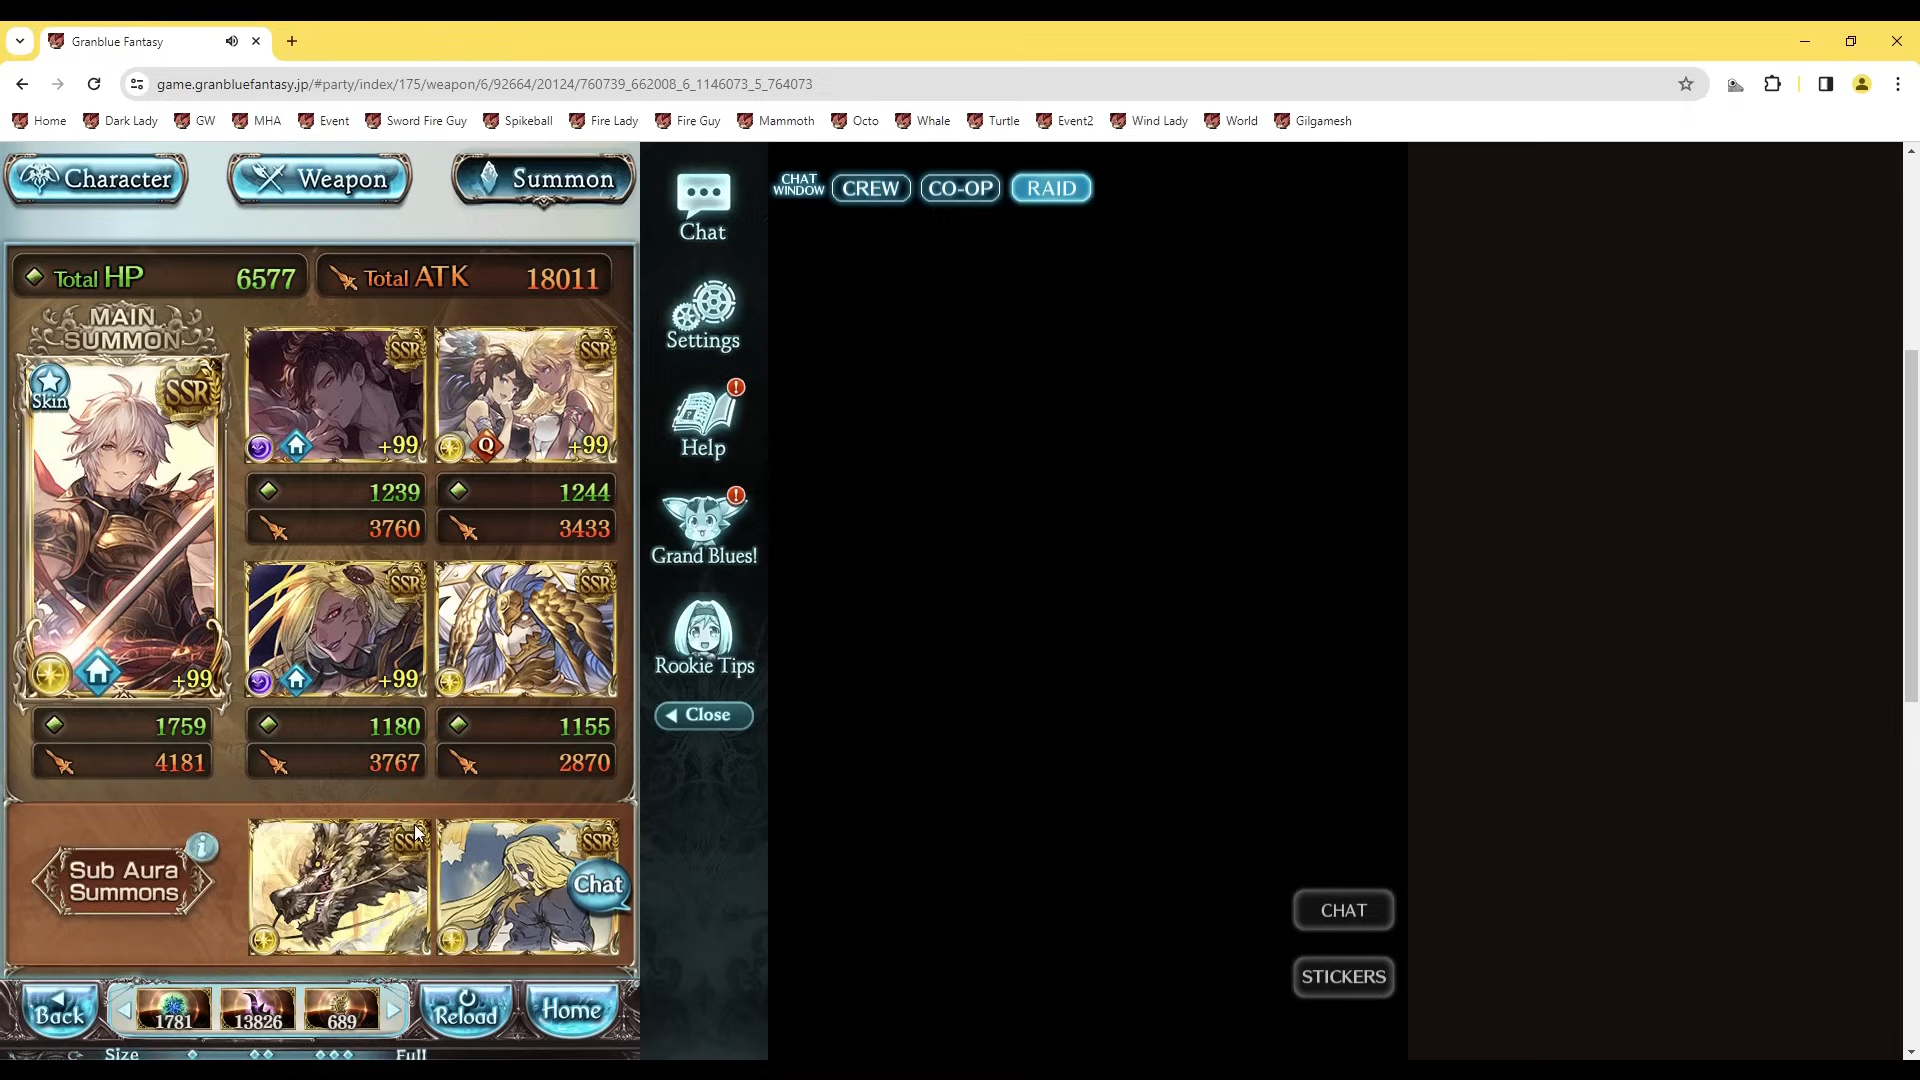 Granblue Fantasy
game.granbluefantasy.jp/#party/index/175/weapon/6/92664/20124/760739_662008_6_1146073_5_764073
Home Dark Lady GW MHA Event Sword Fire Guy Spikeball Fire Lady Fire Guy Mammoth Octo Whale Turtle Event2 Wind Lady World Gilgamesh
Character Weapon Summon
Total HP 6577 Total ATK 18011
MAIN
SUMMON
SSR
Skin
+99
1759
4181
SSR
+99
1239
3760
SSR
Q
+99
1244
3433
SSR
+99
1180
3767
SSR
1155
2870
Sub Aura
Summons
i
SSR
SSR
Chat
Back
1781
13826
689
Reload
Home
Size
Full
Chat
Settings
!
Help
!
Grand Blues!
Rookie Tips
Close
CHAT
WINDOW
CREW
CO-OP
RAID
CHAT
STICKERS